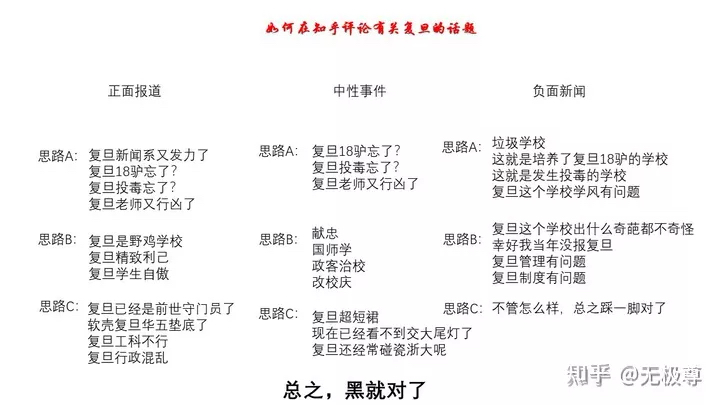 如何在知乎评论有关复旦的话题
正面报道
思路A：
复旦新闻系又发力了
复旦18驴忘了？
复旦投毒忘了？
复旦老师又行凶了
思路B：
复旦是野鸡学校
复旦精致利己
复旦学生自傲
思路C：
复旦已经是前世守门员了
软壳复旦华五垫底了
复旦工科不行
复旦行政混乱
中性事件
思路A：
复旦18驴忘了？
复旦投毒忘了？
复旦老师又行凶了
思路B：
献忠
国师学
政客治校
改校庆
思路C：
复旦超短裙
现在已经看不到交大尾灯了
复旦还经常碰瓷浙大呢
负面新闻
思路A：
垃圾学校
这就是培养了复旦18驴的学校
这就是发生投毒的学校
复旦这个学校学风有问题
思路B：
复旦这个学校出什么奇葩都不奇怪
幸好我当年没报复旦
复旦管理有问题
复旦制度有问题
思路C：
不管怎么样，总之踩一脚对了
总之，黑就对了
知乎 @无极尊